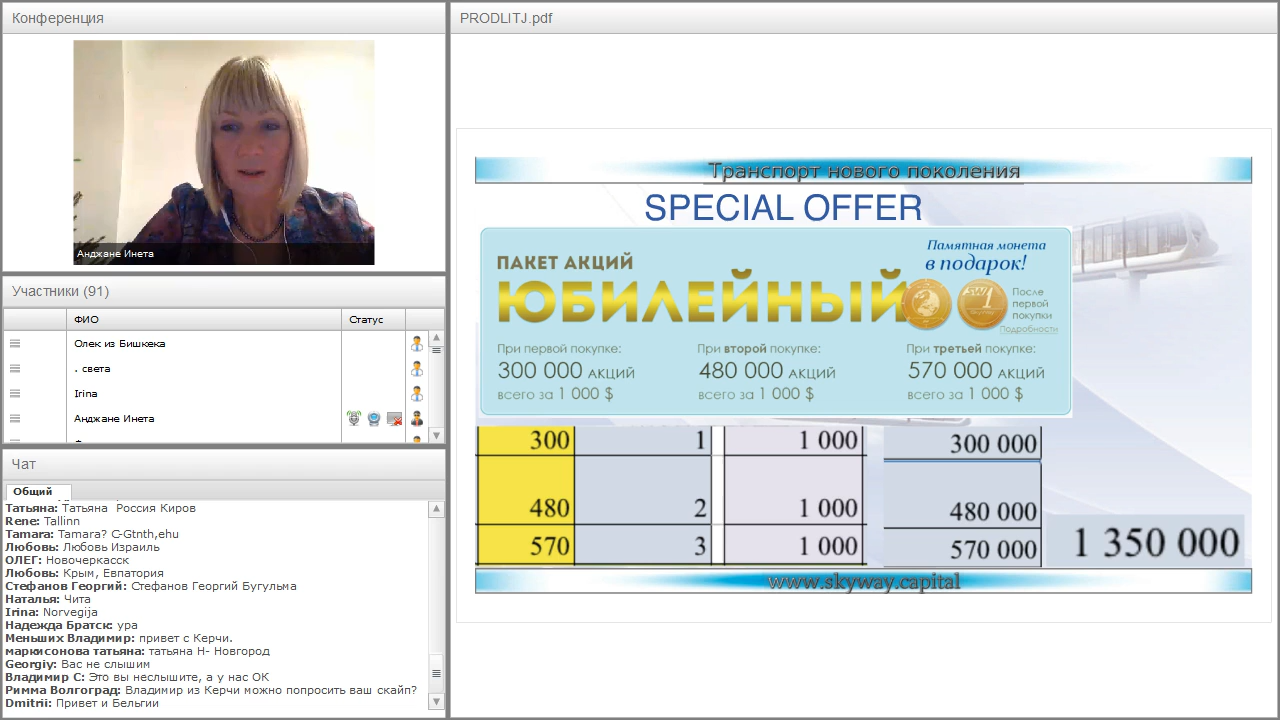 Конференция
Анджане Инета
Участники (91)
ФИО
Статус
Олек из Бишкека
. света
Irina
Анджане Инета
Чат
Общий
Татьяна: Татьяна Россия Киров
Rene: Tallinn
Tamara: Tamara? C-Gtnth,ehu
Любовь: Любовь Израиль
ОЛЕГ: Новочеркасск
Любовь: Крым, Евпатория
Стефанов Георгий: Стефанов Георгий Бугульма
Наталья: Чита
Irina: Norvegija
Надежда Братск: ура
Меньших Владимир: привет с Керчи.
маркисонова татьяна: татьяна Н- Новгород
Georgiy: Вас не слышим
Владимир С: Это вы неслышите, а у нас ОК
Римма Волгоград: Владимир из Керчи можно попросить ваш скайп?
Dmitrii: Привет и Бельгии
PRODLITJ.pdf
Транспорт нового поколения
SPECIAL OFFER
ПАКЕТ АКЦИЙ
ЮБИЛЕЙНЫЙ
Памятная монета
в подарок!
SW1
SkyWay
После
первой
покупки
Подробности
При первой покупке:
300 000 АКЦИЙ
всего за 1 000 $
При второй покупке:
480 000 АКЦИЙ
всего за 1 000 $
При третьей покупке:
570 000 АКЦИЙ
всего за 1 000 $
300 1 1 000 300 000
480 2 1 000 480 000
570 3 1 000 570 000 1 350 000
www.skyway.capital